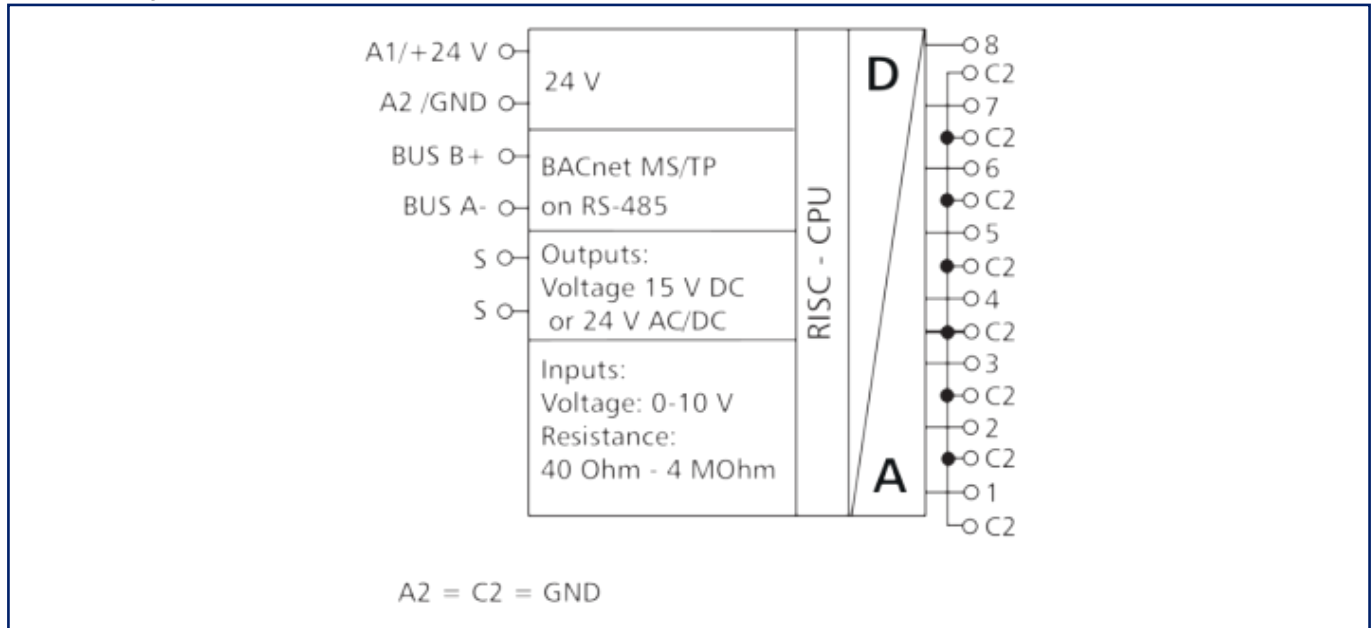 A1/+24 V
A2 /GND
BUS B+
BUS A-
S
S
24 V
BACnet MS/TP
on RS-485
Outputs:
Voltage 15 V DC
or 24 V AC/DC
Inputs:
Voltage: 0-10 V
Resistance:
40 Ohm - 4 MOhm
RISC - CPU
D
A
8
C2
7
C2
6
C2
5
C2
4
C2
3
C2
2
C2
1
C2
A2 = C2 = GND